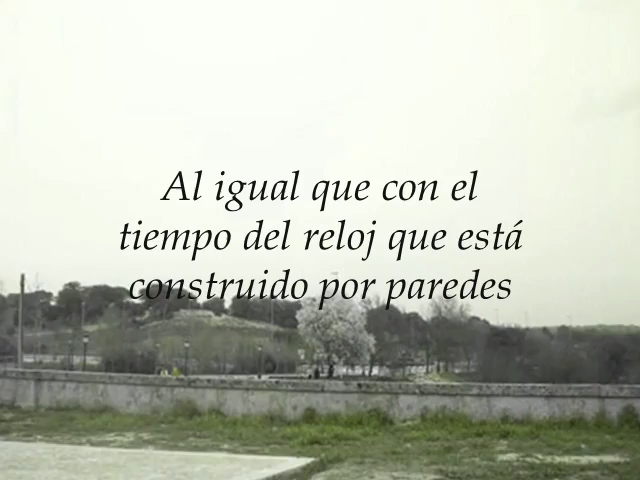 Al igual que con el
tiempo del reloj que está
construido por paredes